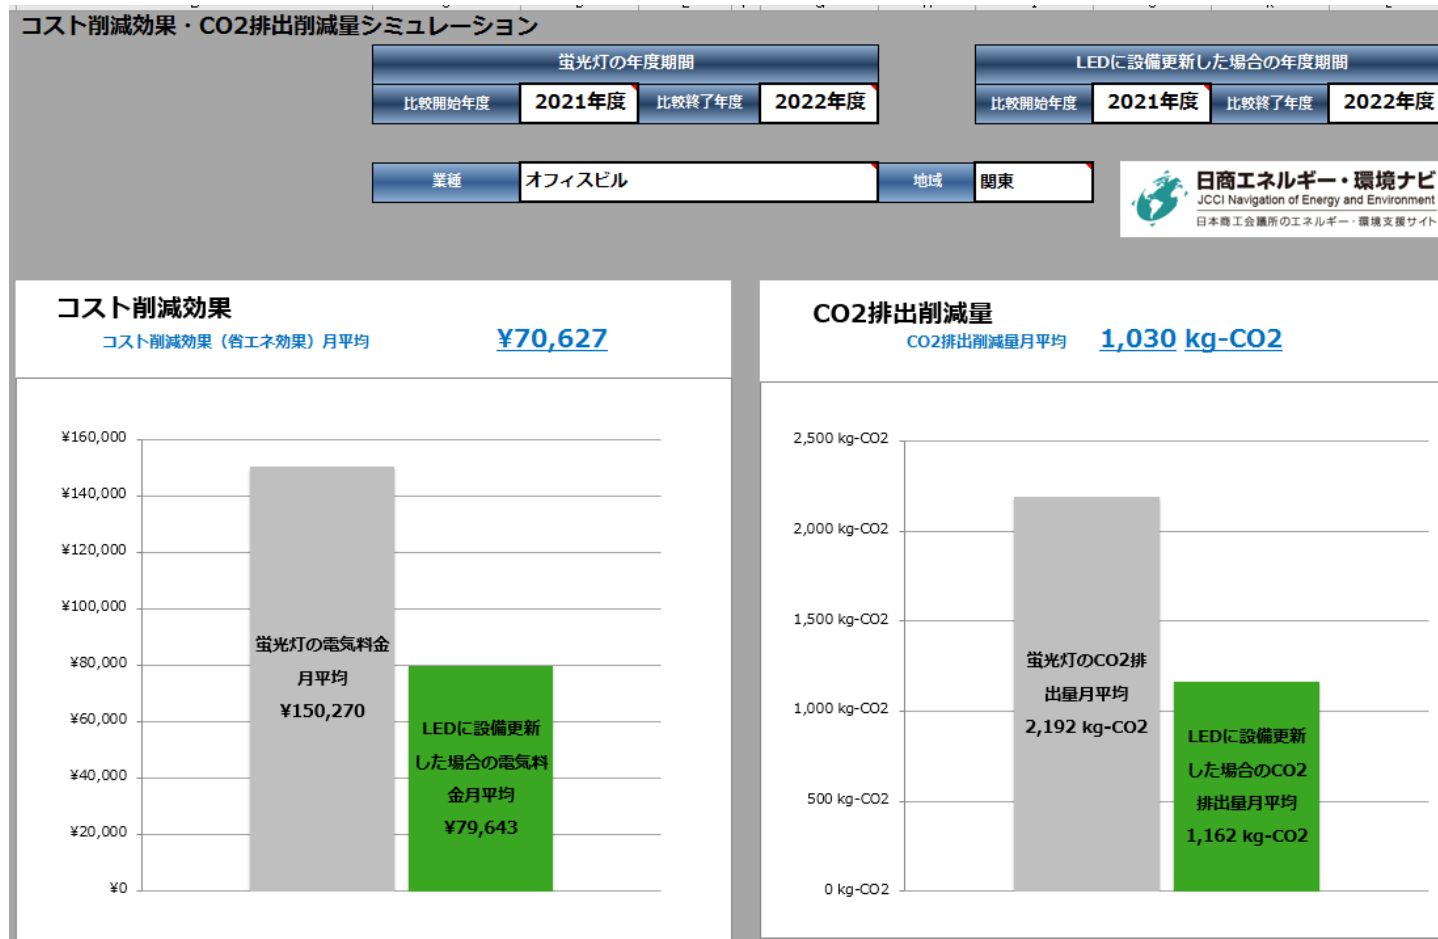 コスト削減効果・CO2排出削減量シミュレーション
蛍光灯の年度期間
比較開始年度 2021年度 比較終了年度 2022年度
LEDに設備更新した場合の年度期間
比較開始年度 2021年度 比較終了年度 2022年度
業種 オフィスビル 地域 関東
日商エネルギー・環境ナビ
JCCI Navigation of Energy and Environment
日本商工会議所のエネルギー・環境支援サイト
コスト削減効果
コスト削減効果（省エネ効果）月平均 ¥70,627
¥160,000
¥140,000
¥120,000
¥100,000
¥80,000
¥60,000
¥40,000
¥20,000
¥0
蛍光灯の電気料金
月平均
¥150,270
LEDに設備更新
した場合の電気料
金月平均
¥79,643
CO2排出削減量
CO2排出削減量月平均 1,030 kg-CO2
2,500 kg-CO2
2,000 kg-CO2
1,500 kg-CO2
1,000 kg-CO2
500 kg-CO2
0 kg-CO2
蛍光灯のCO2排
出量月平均
2,192 kg-CO2
LEDに設備更新
した場合のCO2
排出量月平均
1,162 kg-CO2